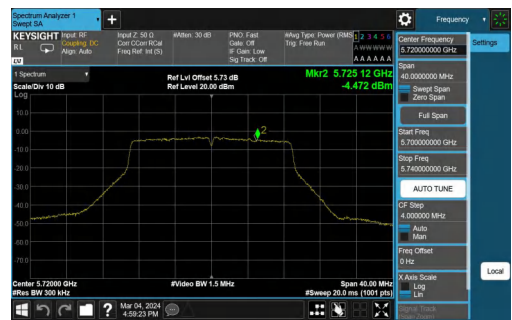 Spectrum Analyzer 1
Swept SA
Frequency
KEYSIGHT
RL
Input: RF
Coupling: DC
Align: Auto
Input Z: 50 Ω
Corr CCorr RCal
Freq Ref: Int (S)
#Atten: 30 dB
PNO: Fast
Gate: Off
IF Gain: Low
Sig Track: Off
#Avg Type: Power (RMS
Trig: Free Run
1 2 3 4 5 6
A W W W W W
A A A A A A
1 Spectrum
Scale/Div 10 dB
Log
Ref Lvl Offset 5.73 dB
Ref Level 20.00 dBm
Mkr2 5.725 12 GHz
-4.472 dBm
10.0
0.00
-10.0
-20.0
-30.0
-40.0
-50.0
-60.0
-70.0
2
Center 5.72000 GHz
#Res BW 300 kHz
#Video BW 1.5 MHz
Span 40.00 MHz
#Sweep 20.0 ms (1001 pts)
Center Frequency
5.720000000 GHz
Settings
Span
40.0000000 MHz
Swept Span
Zero Span
Full Span
Start Freq
5.700000000 GHz
Stop Freq
5.740000000 GHz
AUTO TUNE
CF Step
4.000000 MHz
Auto
Man
Freq Offset
0 Hz
X Axis Scale
Log
Lin
Local
Signal Track
Mar 04, 2024
4:59:23 PM